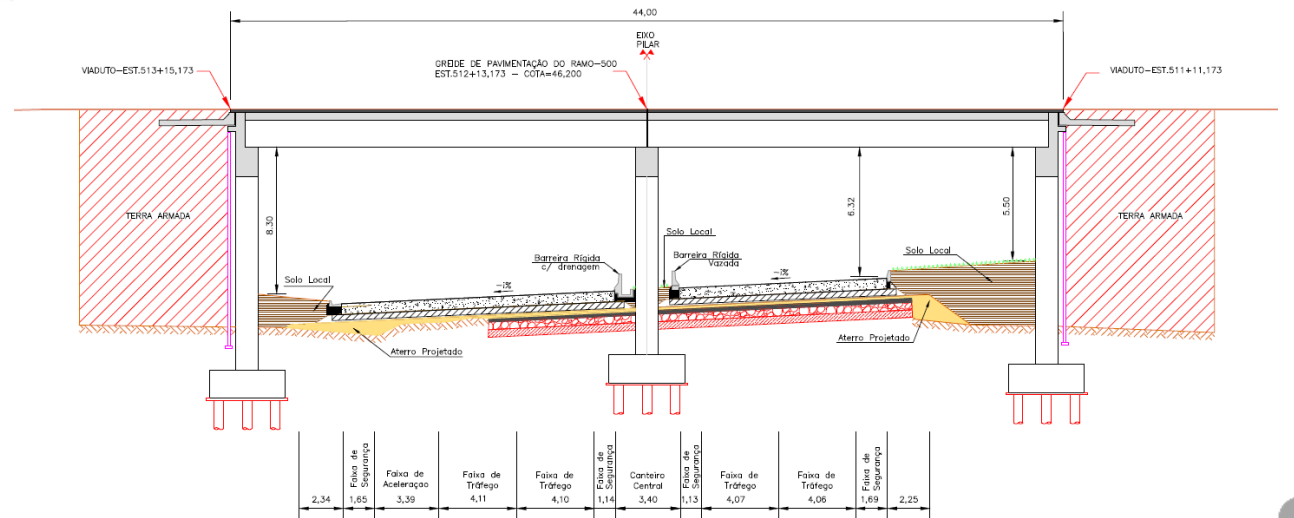 44,00
EIXO
PILAR
VIADUTO-EST.513+15,173
GREIDE DE PAVIMENTAÇÃO DO RAMO-500
EST.512+13,173 - COTA=46,200
VIADUTO-EST.511+11,173
8.30
6.32
5.50
TERRA ARMADA
TERRA ARMADA
Solo Local
Barreira Rígida
c/ drenagem
Barreira Rígida
Vazada
Solo Local
Solo Local
-i%
-i%
Aterro Projetado
Aterro Projetado
2,34
Faixa de
Segurança
1,65
Faixa de
Aceleraçao
3,39
Faixa de
Tráfego
4,11
Faixa de
Tráfego
4,10
Faixa de
Segurança
1,14
Canteiro
Central
3,40
Faixa de
Segurança
1,13
Faixa de
Tráfego
4,07
Faixa de
Tráfego
4,06
Faixa de
Segurança
1,69
2,25